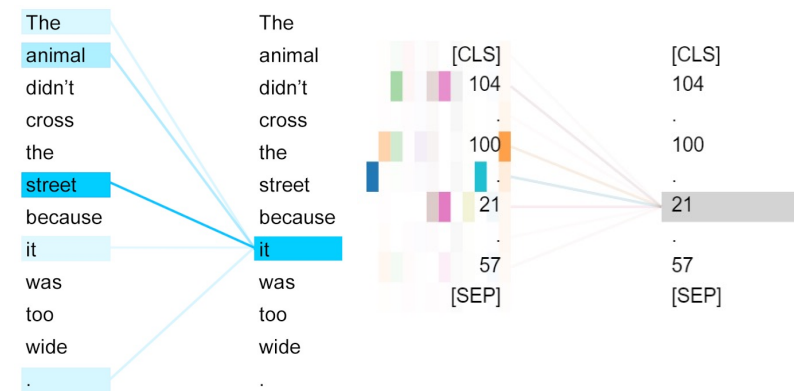 The
animal
didn't
cross
the
street
because
it
was
too
wide
.
The
animal
didn't
cross
the
street
because
it
was
too
wide
.
[CLS]
104
.
100
.
21
.
57
[SEP]
[CLS]
104
.
100
.
21
.
57
[SEP]